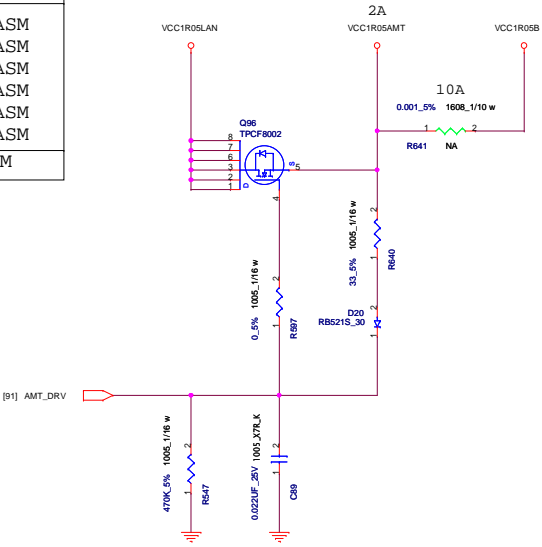 ASM
ASM
ASM
ASM
ASM
ASM
M
2A
VCC1R05LAN
VCC1R05AMT
VCC1R05B
10A
0.001_5% 1608_1/10 w
1 2
R641 NA
Q96
TPCF8002
8
7
6
3
2
1
D
S
5
4
2
0_5% 1005_1/16 w
1
R597
2
33_5% 1005_1/16 w
1
R640
2
D20
RB521S_30
1
[91] AMT_DRV
2
470K_5% 1005_1/16 w
1
R547
2
0.022UF_25V 1005_X7R_K
1
C89